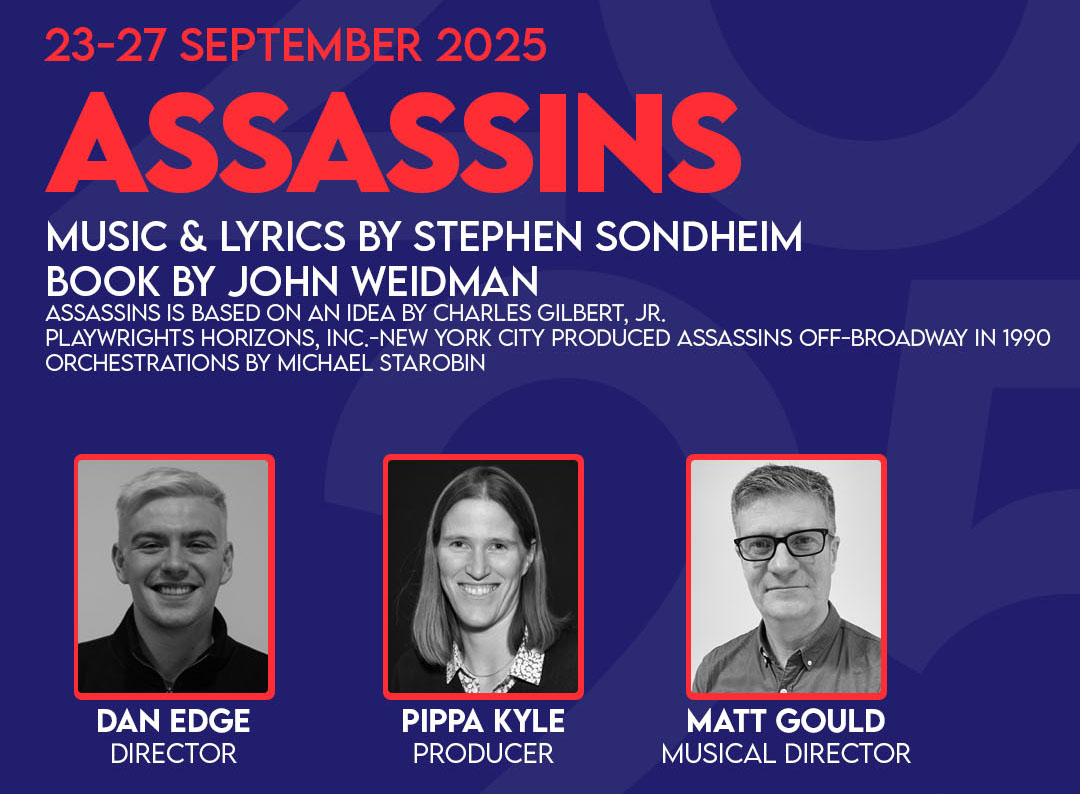 23-27 SEPTEMBER 2025
ASSASSINS
MUSIC & LYRICS BY STEPHEN SONDHEIM
BOOK BY JOHN WEIDMAN
ASSASSINS IS BASED ON AN IDEA BY CHARLES GILBERT, JR.
PLAYWRIGHTS HORIZONS, INC.-NEW YORK CITY PRODUCED ASSASSINS OFF-BROADWAY IN 1990
ORCHESTRATIONS BY MICHAEL STAROBIN
DAN EDGE
DIRECTOR
PIPPA KYLE
PRODUCER
MATT GOULD
MUSICAL DIRECTOR
20
25